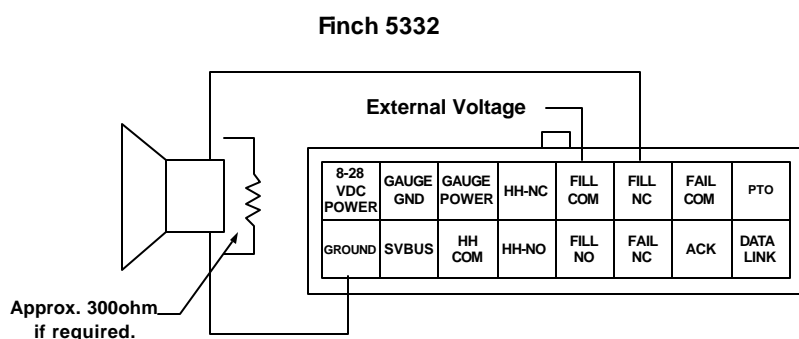 Finch 5332
External Voltage
8-28
VDC
POWER
GAUGE
GND
GAUGE
POWER
HH-NC
FILL
COM
FILL
NC
FAIL
COM
PTO
GROUND
SVBUS
HH
COM
HH-NO
FILL
NO
FAIL
NC
ACK
DATA
LINK
Approx. 300ohm
if required.